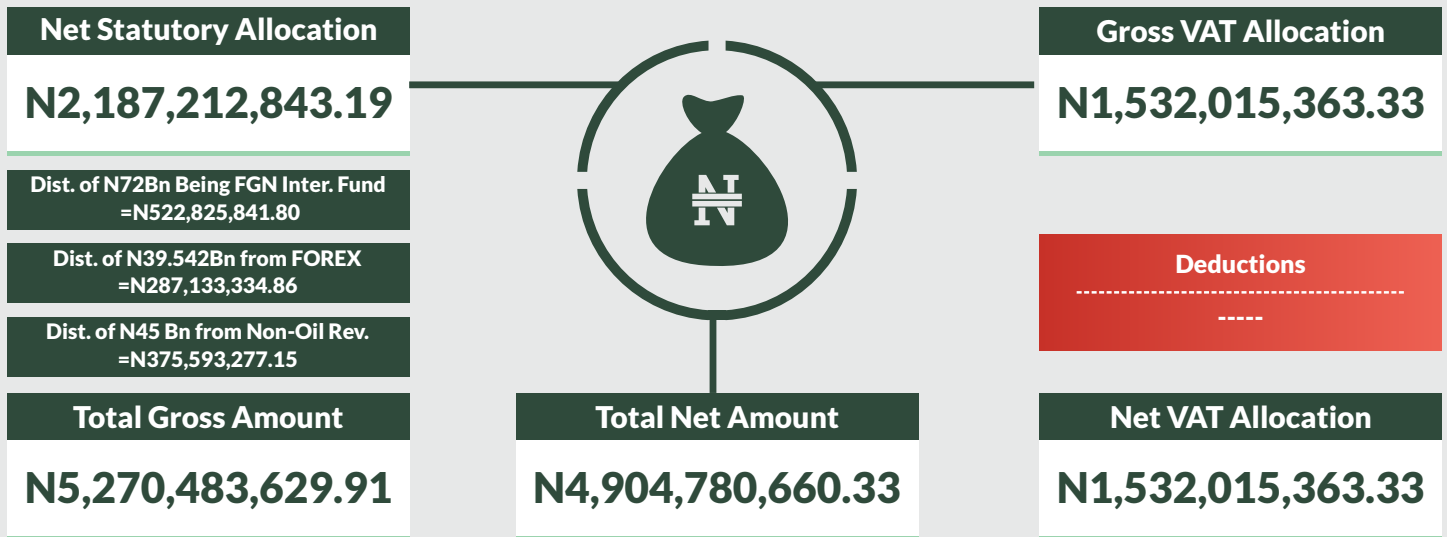 Net Statutory Allocation
N2,187,212,843.19
Dist. of N72Bn Being FGN Inter. Fund
=N522,825,841.80
Dist. of N39.542Bn from FOREX
=N287,133,334.86
Dist. of N45 Bn from Non-Oil Rev.
=N375,593,277.15
Total Gross Amount
N5,270,483,629.91
₦
Total Net Amount
N4,904,780,660.33
Gross VAT Allocation
N1,532,015,363.33
Deductions
--------------------------------------------
-----
Net VAT Allocation
N1,532,015,363.33